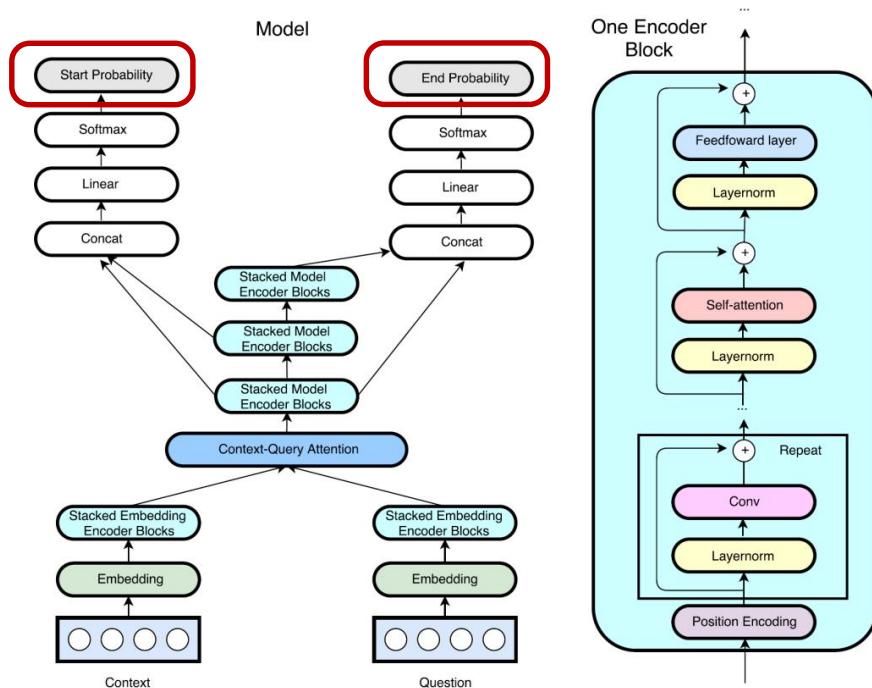 Model
Start Probability
Softmax
Linear
Concat
End Probability
Softmax
Linear
Concat
Stacked Model
Encoder Blocks
Stacked Model
Encoder Blocks
Stacked Model
Encoder Blocks
Context-Query Attention
Stacked Embedding
Encoder Blocks
Stacked Embedding
Encoder Blocks
Embedding
Embedding
Context
Question
One Encoder
Block
...
+
Feedfoward layer
Layernorm
+
Self-attention
Layernorm
...
+
Repeat
Conv
Layernorm
Position Encoding